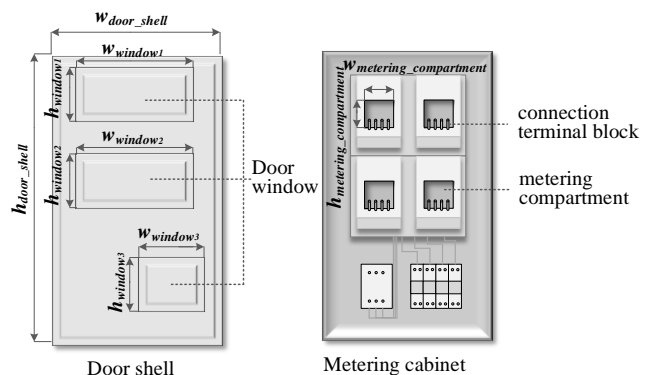 w_door_shell
w_window1
h_window1
w_window2
h_window2
h_door_shell
w_window3
h_window3
Door
window
Door shell
w_metering_compartment
h_metering_compartment
connection
terminal block
metering
compartment
Metering cabinet